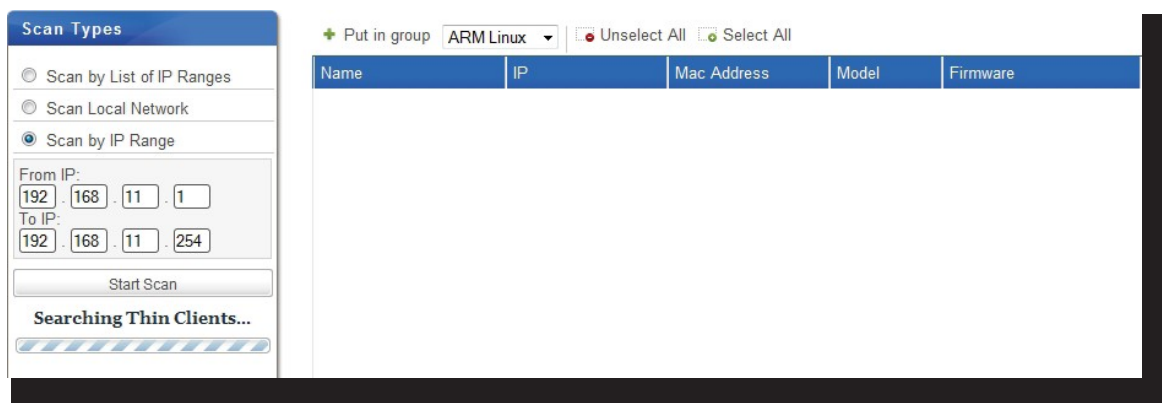 Scan Types
Scan by List of IP Ranges
Scan Local Network
Scan by IP Range
From IP:
192 . 168 . 11 . 1
To IP:
192 . 168 . 11 . 254
Start Scan
Searching Thin Clients...
Put in group ARM Linux Unselect All Select All
Name IP Mac Address Model Firmware